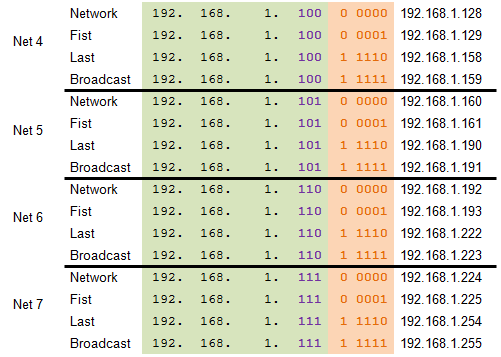 Network 192. 168. 1. 100 0 0000 192.168.1.128
Fist 192. 168. 1. 100 0 0001 192.168.1.129
Net 4
Last 192. 168. 1. 100 1 1110 192.168.1.158
Broadcast 192. 168. 1. 100 1 1111 192.168.1.159
Network 192. 168. 1. 101 0 0000 192.168.1.160
Fist 192. 168. 1. 101 0 0001 192.168.1.161
Net 5
Last 192. 168. 1. 101 1 1110 192.168.1.190
Broadcast 192. 168. 1. 101 1 1111 192.168.1.191
Network 192. 168. 1. 110 0 0000 192.168.1.192
Fist 192. 168. 1. 110 0 0001 192.168.1.193
Net 6
Last 192. 168. 1. 110 1 1110 192.168.1.222
Broadcast 192. 168. 1. 110 1 1111 192.168.1.223
Network 192. 168. 1. 111 0 0000 192.168.1.224
Fist 192. 168. 1. 111 0 0001 192.168.1.225
Net 7
Last 192. 168. 1. 111 1 1110 192.168.1.254
Broadcast 192. 168. 1. 111 1 1111 192.168.1.255